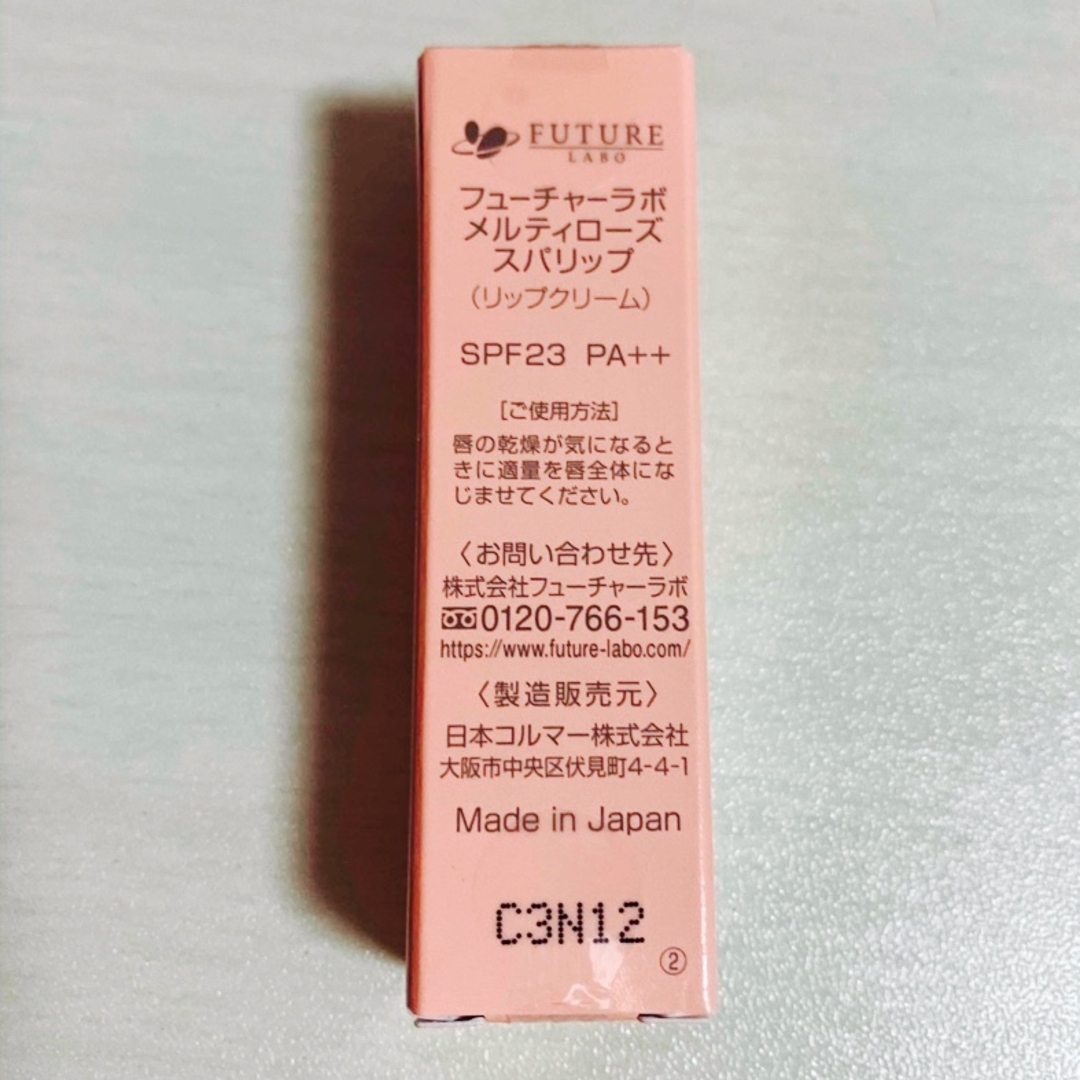 FUTURE
LABO
フューチャーラボ
メルティローズ
スパリップ
（リップクリーム）
SPF23 PA++
［ご使用方法］
唇の乾燥が気になると
きに適量を唇全体にな
じませてください。
〈お問い合わせ先〉
株式会社フューチャーラボ
0120-766-153
https://www.future-labo.com/
〈製造販売元〉
日本コルマー株式会社
大阪市中央区伏見町4-4-1
Made in Japan
C3N12
②